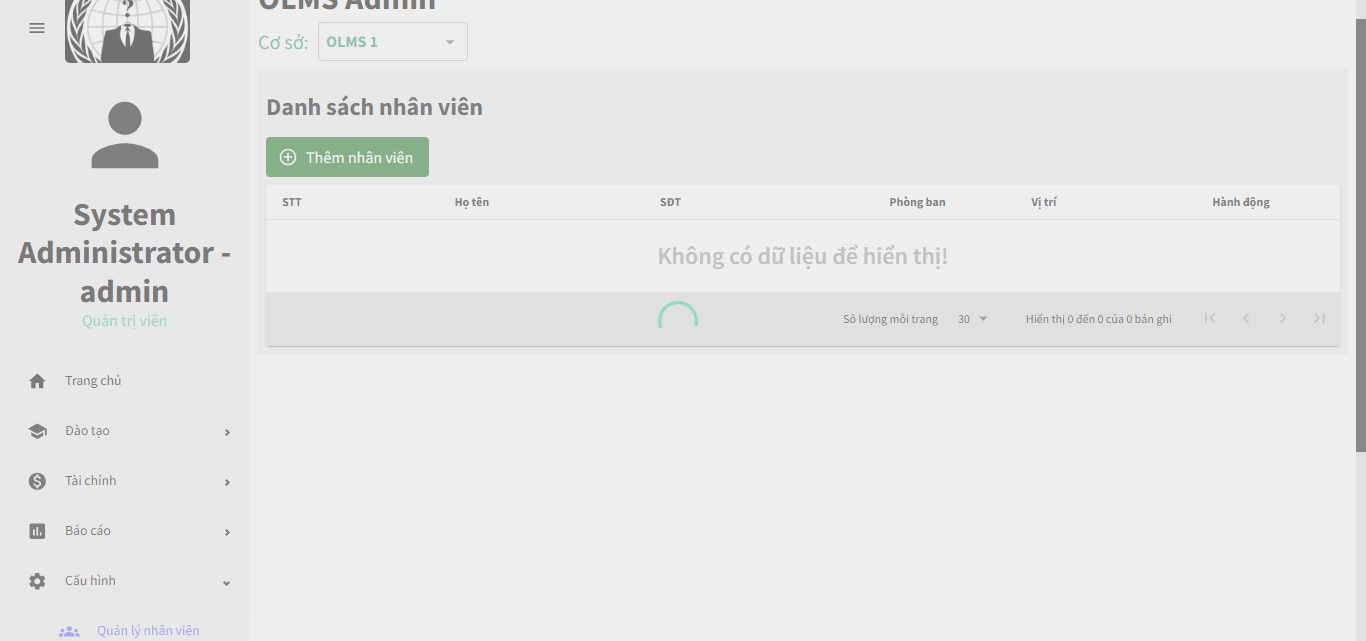 OLMS Admin
Cơ sở: OLMS 1
System
Administrator -
admin
Quản trị viên
Trang chủ
Đào tạo
Tài chính
Báo cáo
Cấu hình
Quản lý nhân viên
Danh sách nhân viên
Thêm nhân viên
STT Họ tên SĐT Phòng ban Vị trí Hành động
Không có dữ liệu để hiển thị!
Số lượng mỗi trang 30 Hiển thị 0 đến 0 của 0 bản ghi